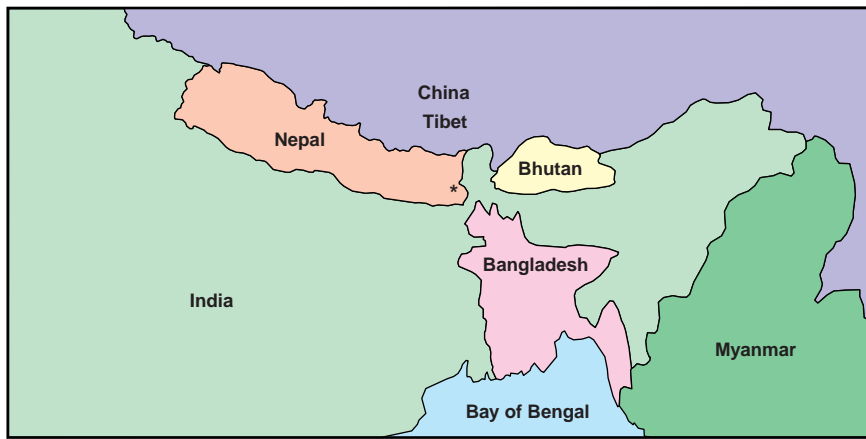 China
Tibet
Nepal
Bhutan
*
Bangladesh
India
Myanmar
Bay of Bengal